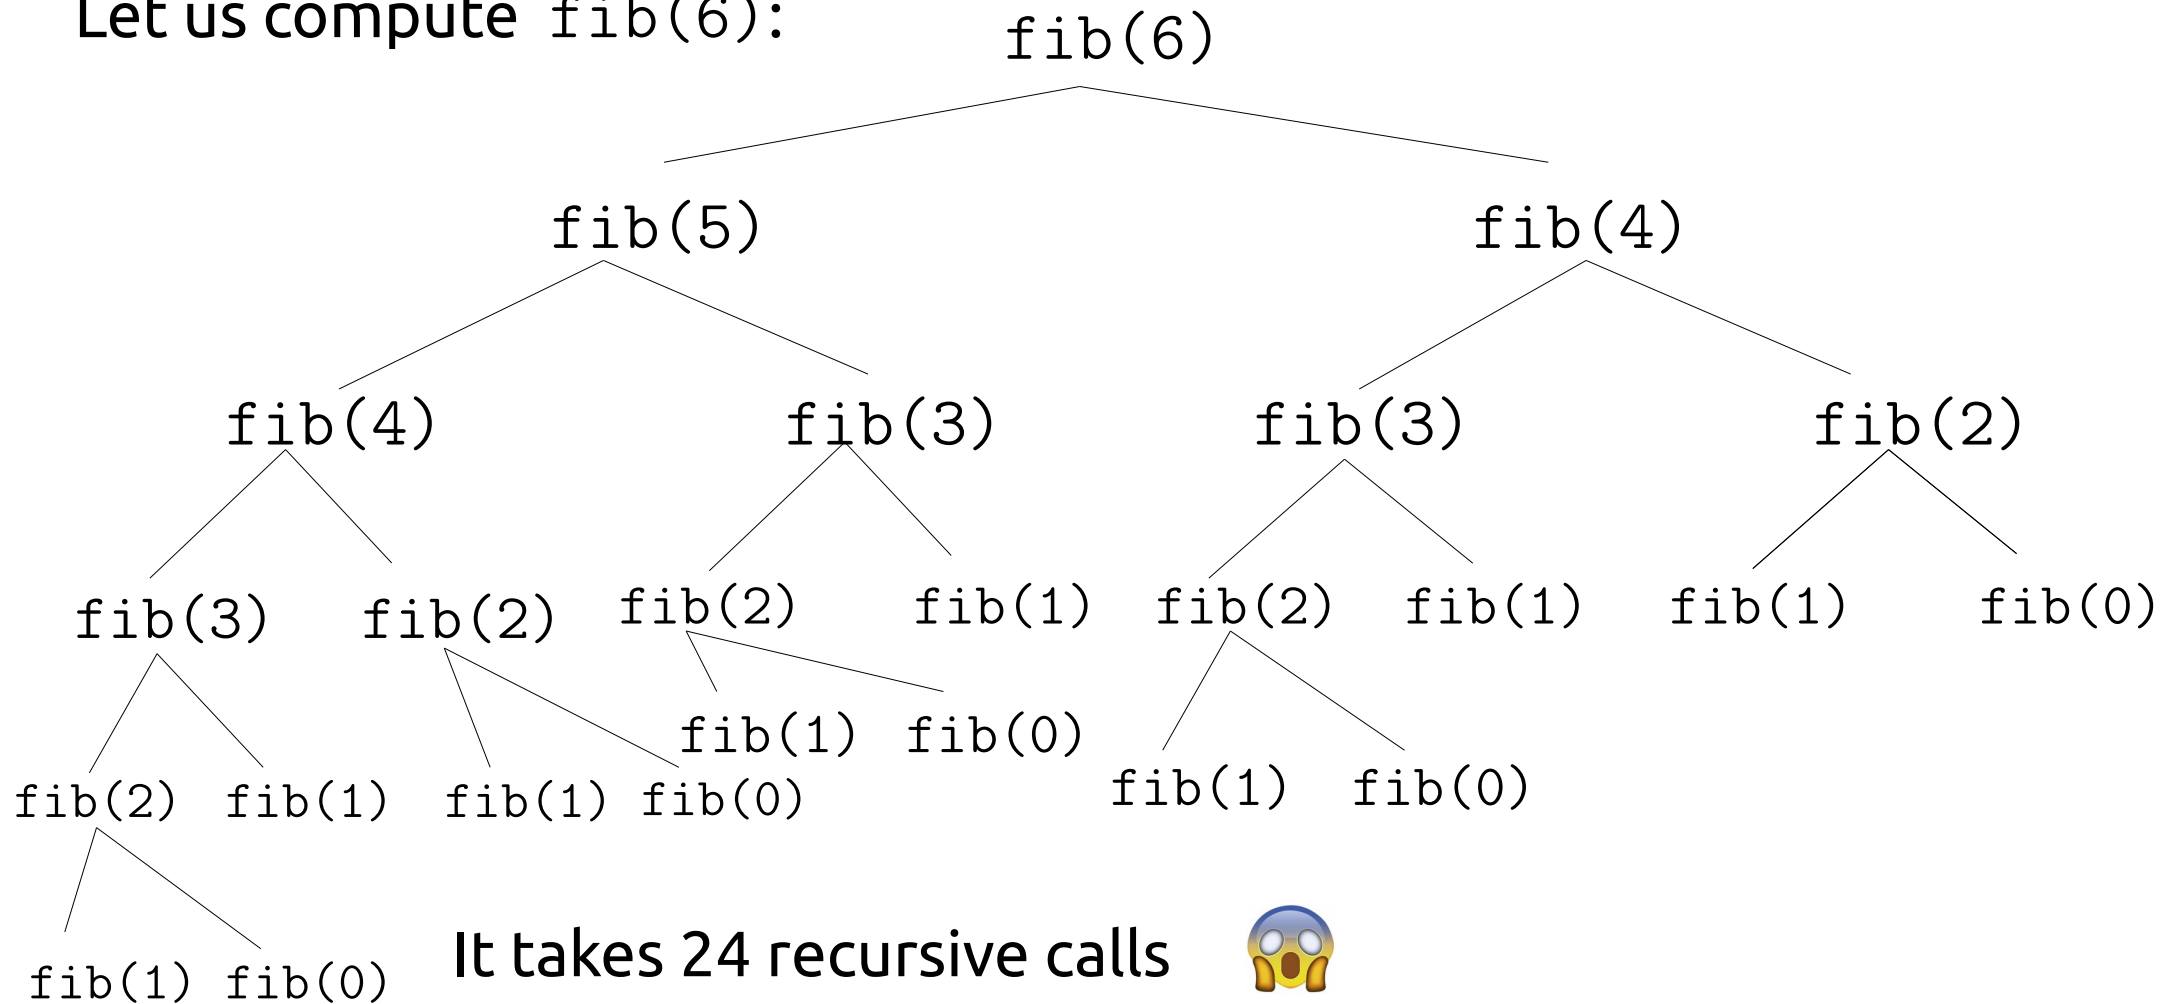 Let us compute fib(6):
fib(6)
fib(5) fib(4)
fib(4) fib(3) fib(3) fib(2)
fib(3) fib(2) fib(2) fib(1) fib(2) fib(1) fib(1) fib(0)
fib(1) fib(0)
fib(2) fib(1) fib(1) fib(0) fib(1) fib(0)
It takes 24 recursive calls
fib(1) fib(0)